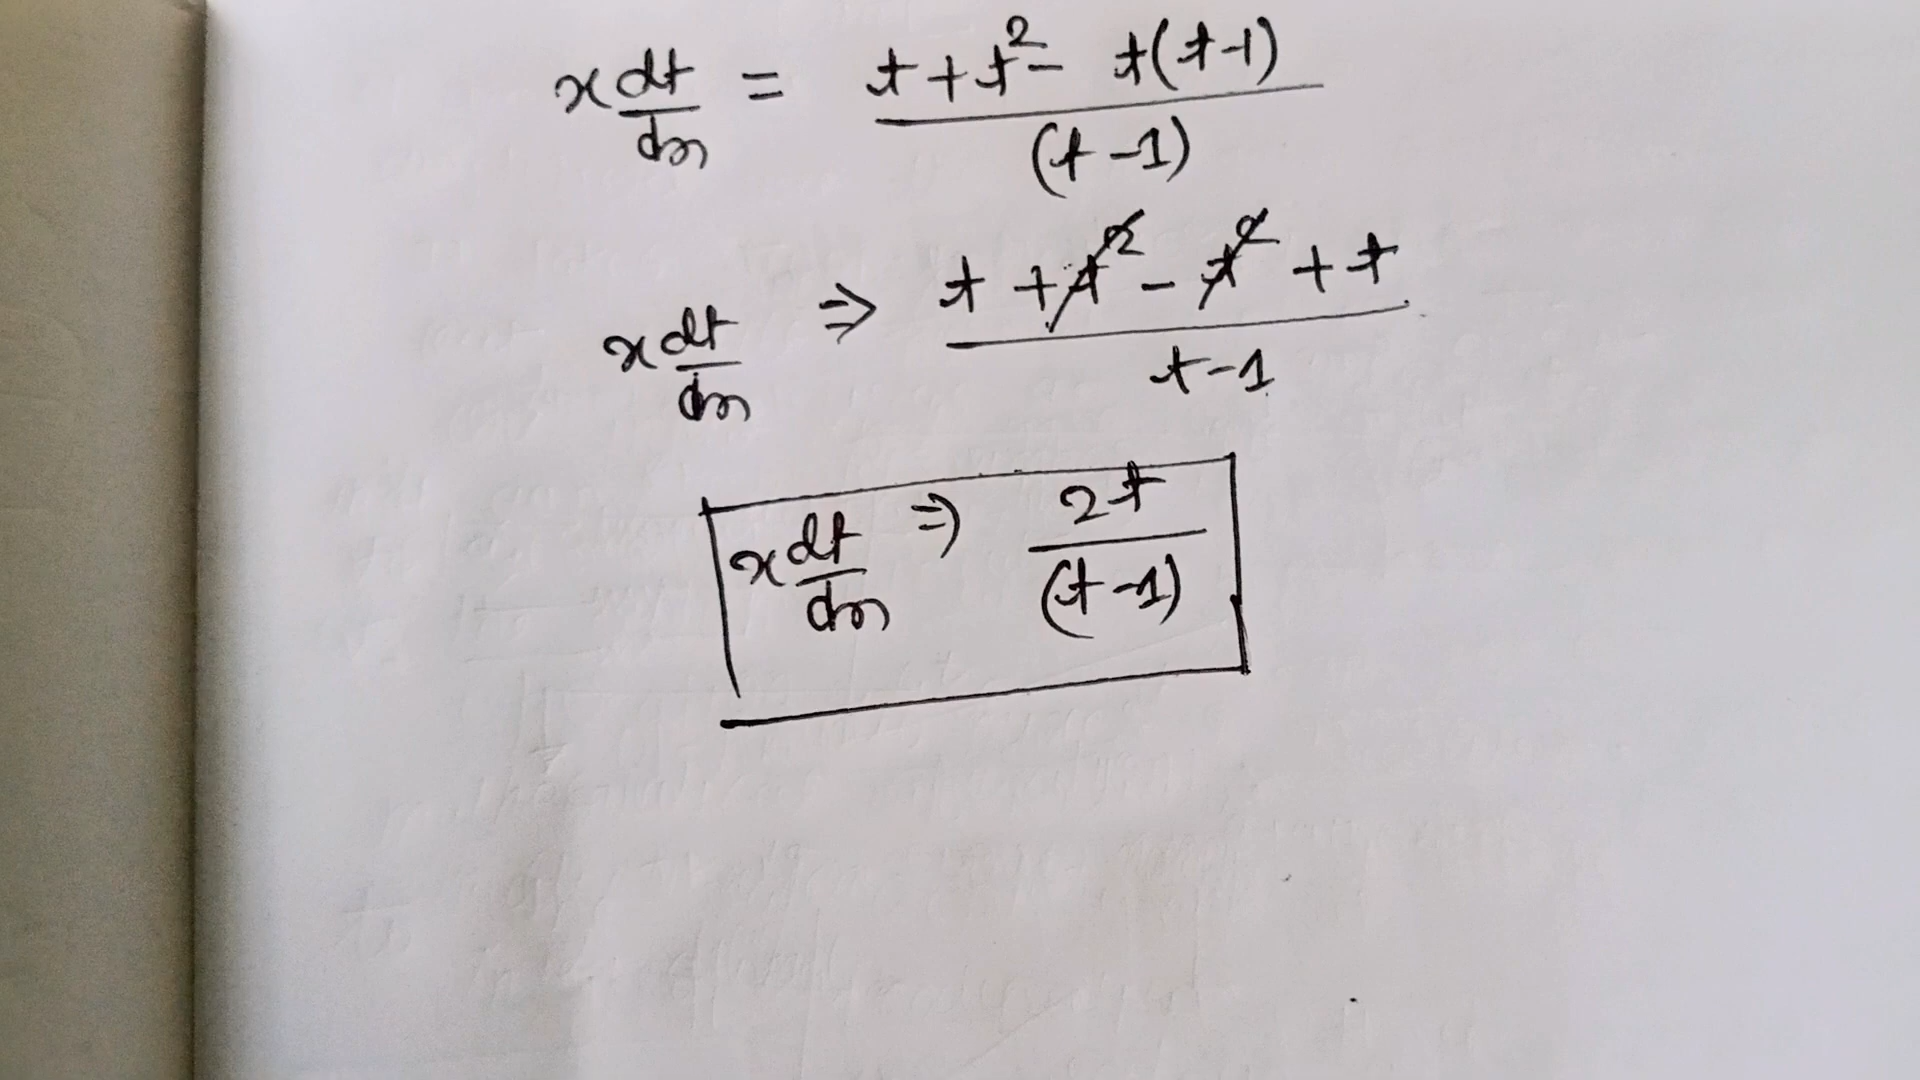 x dt/dx = t + t² - t(t-1) / (t-1)
x dt/dx ⇒ t + t² - t² + t / t-1
x dt/dx ⇒ 2t / (t-1)